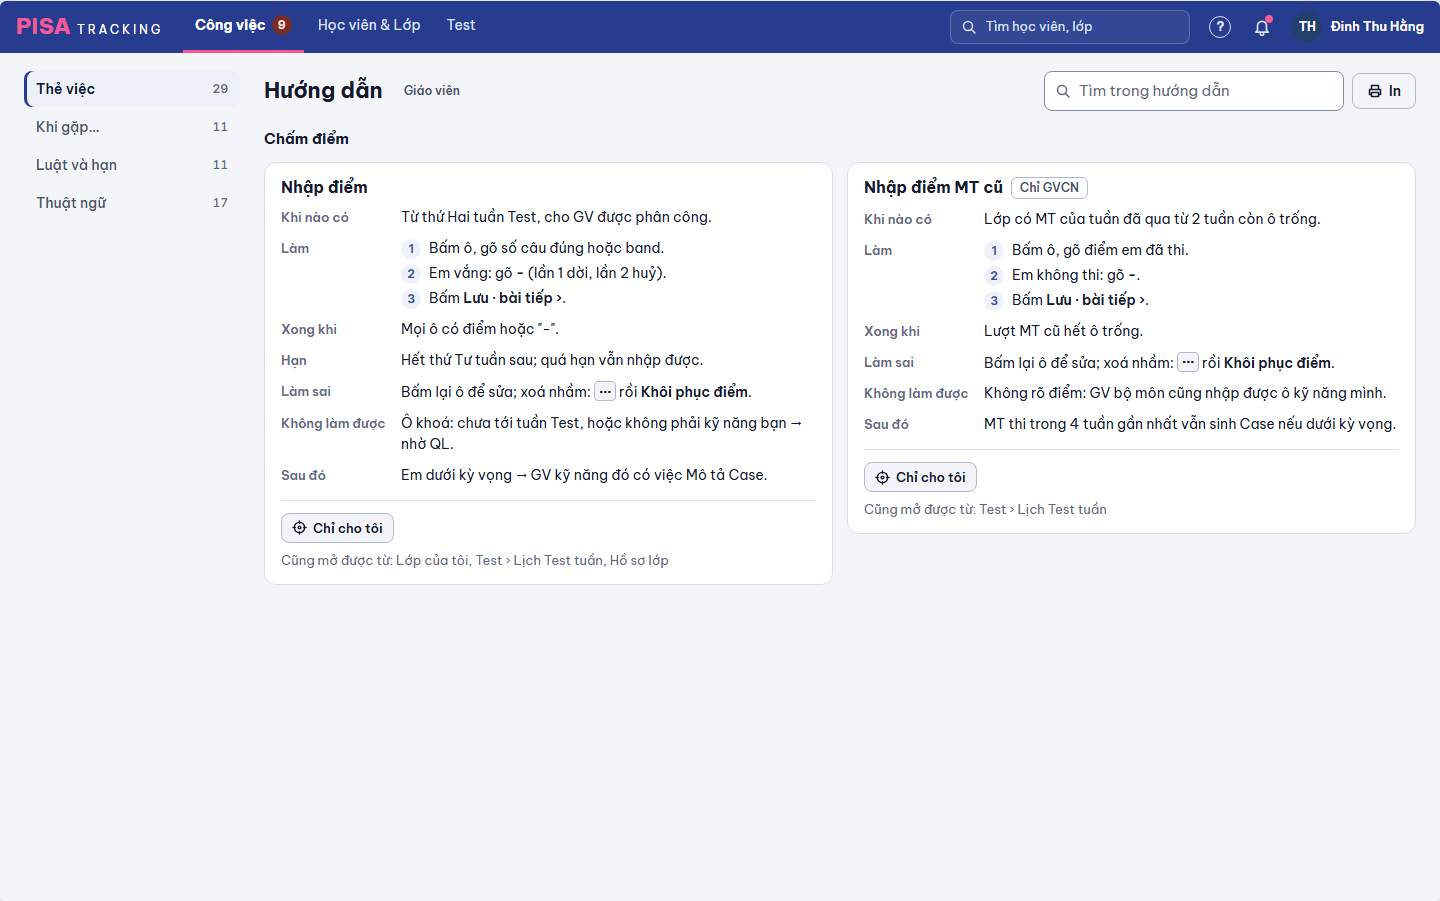 PISA TRACKING
Công việc 9
Học viên & Lớp
Test
Tìm học viên, lớp
?
TH
Đinh Thu Hằng
Thẻ việc 29
Khi gặp... 11
Luật và hạn 11
Thuật ngữ 17
Hướng dẫn
Giáo viên
Tìm trong hướng dẫn
In
Chấm điểm
Nhập điểm
Khi nào có
Từ thứ Hai tuần Test, cho GV được phân công.
Làm
1 Bấm ô, gõ số câu đúng hoặc band.
2 Em vắng: gõ - (lần 1 dời, lần 2 huỷ).
3 Bấm Lưu · bài tiếp ›.
Xong khi
Mọi ô có điểm hoặc "-".
Hạn
Hết thứ Tư tuần sau; quá hạn vẫn nhập được.
Làm sai
Bấm lại ô để sửa; xoá nhầm: ··· rồi Khôi phục điểm.
Không làm được
Ô khoá: chưa tới tuần Test, hoặc không phải kỹ năng bạn →
nhờ QL.
Sau đó
Em dưới kỳ vọng → GV kỹ năng đó có việc Mô tả Case.
Chỉ cho tôi
Cũng mở được từ: Lớp của tôi, Test › Lịch Test tuần, Hồ sơ lớp
Nhập điểm MT cũ
Chỉ GVCN
Khi nào có
Lớp có MT của tuần đã qua từ 2 tuần còn ô trống.
Làm
1 Bấm ô, gõ điểm em đã thi.
2 Em không thi: gõ -.
3 Bấm Lưu · bài tiếp ›.
Xong khi
Lượt MT cũ hết ô trống.
Làm sai
Bấm lại ô để sửa; xoá nhầm: ··· rồi Khôi phục điểm.
Không làm được
Không rõ điểm: GV bộ môn cũng nhập được ô kỹ năng mình.
Sau đó
MT thi trong 4 tuần gần nhất vẫn sinh Case nếu dưới kỳ vọng.
Chỉ cho tôi
Cũng mở được từ: Test › Lịch Test tuần